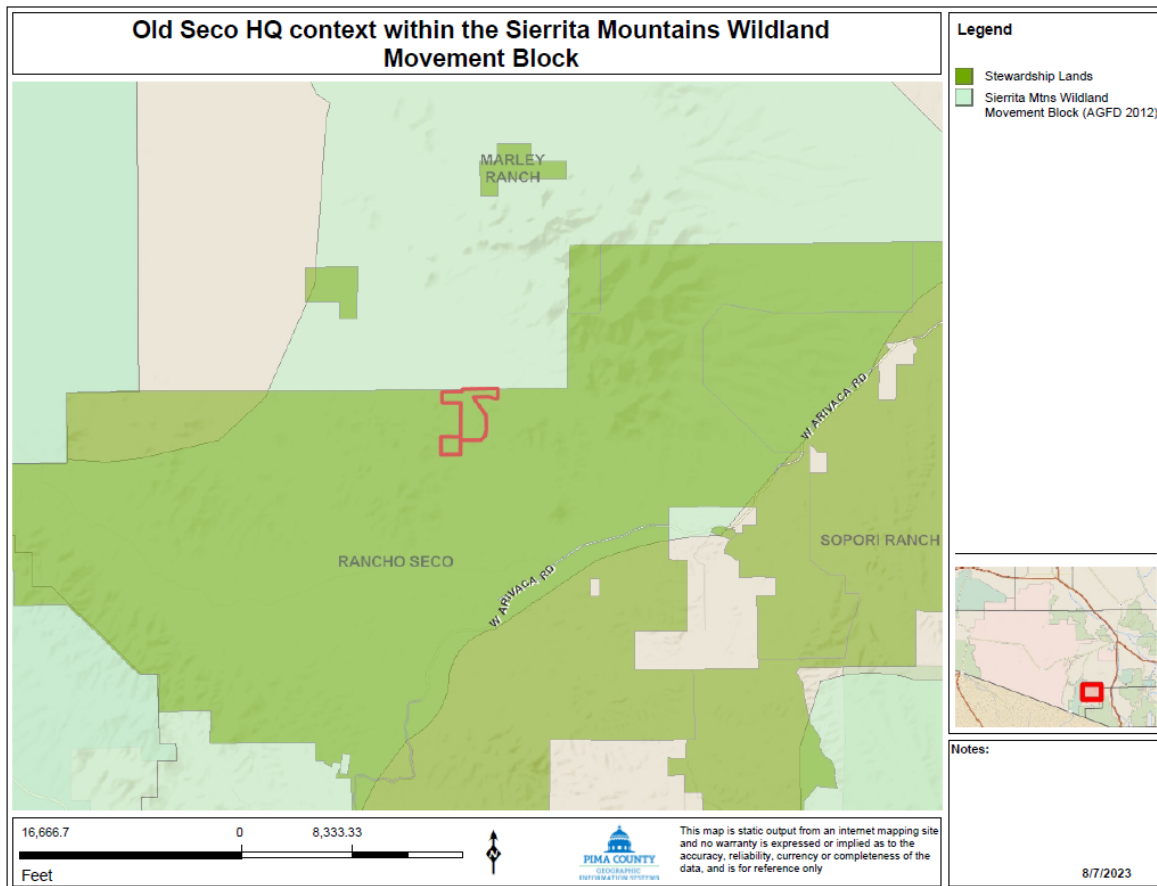 Old Seco HQ context within the Sierrita Mountains Wildland
Movement Block
Legend
Stewardship Lands
Sierrita Mtns Wildland
Movement Block (AGFD 2012)
MARLEY
RANCH
W ARIVACA RD
SOPORI RANCH
RANCHO SECO
W ARIVACA RD
Notes:
16,666.7
0
8,333.33
Feet
N
PIMA COUNTY
GEOGRAPHIC
INFORMATION SYSTEMS
This map is static output from an internet mapping site
and no warranty is expressed or implied as to the
accuracy, reliability, currency or completeness of the
data, and is for reference only
8/7/2023